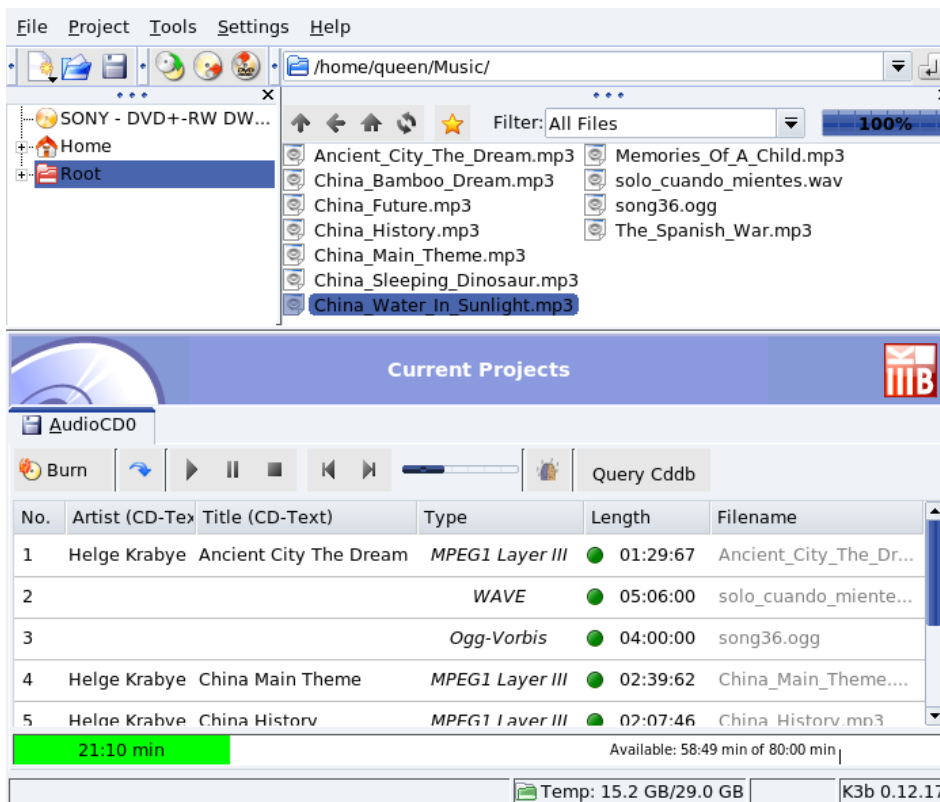 File Project Tools Settings Help
/home/queen/Music/
SONY - DVD+-RW DW...
Home
Root
Filter: All Files 100%
Ancient_City_The_Dream.mp3 Memories_Of_A_Child.mp3
China_Bamboo_Dream.mp3 solo_cuando_mientes.wav
China_Future.mp3 song36.ogg
China_History.mp3 The_Spanish_War.mp3
China_Main_Theme.mp3
China_Sleeping_Dinosaur.mp3
China_Water_In_Sunlight.mp3
Current Projects
K
B
AudioCD0
Burn Query Cddb
No. Artist (CD-Tex Title (CD-Text) Type Length Filename
1 Helge Krabye Ancient City The Dream MPEG1 Layer III 01:29:67 Ancient_City_The_Dr...
2 WAVE 05:06:00 solo_cuando_miente...
3 Ogg-Vorbis 04:00:00 song36.ogg
4 Helge Krabye China Main Theme MPEG1 Layer III 02:39:62 China_Main_Theme....
5 Helge Krabye China History MPEG1 Layer III 02:07:46 China_History.mp3
21:10 min Available: 58:49 min of 80:00 min
Temp: 15.2 GB/29.0 GB K3b 0.12.17